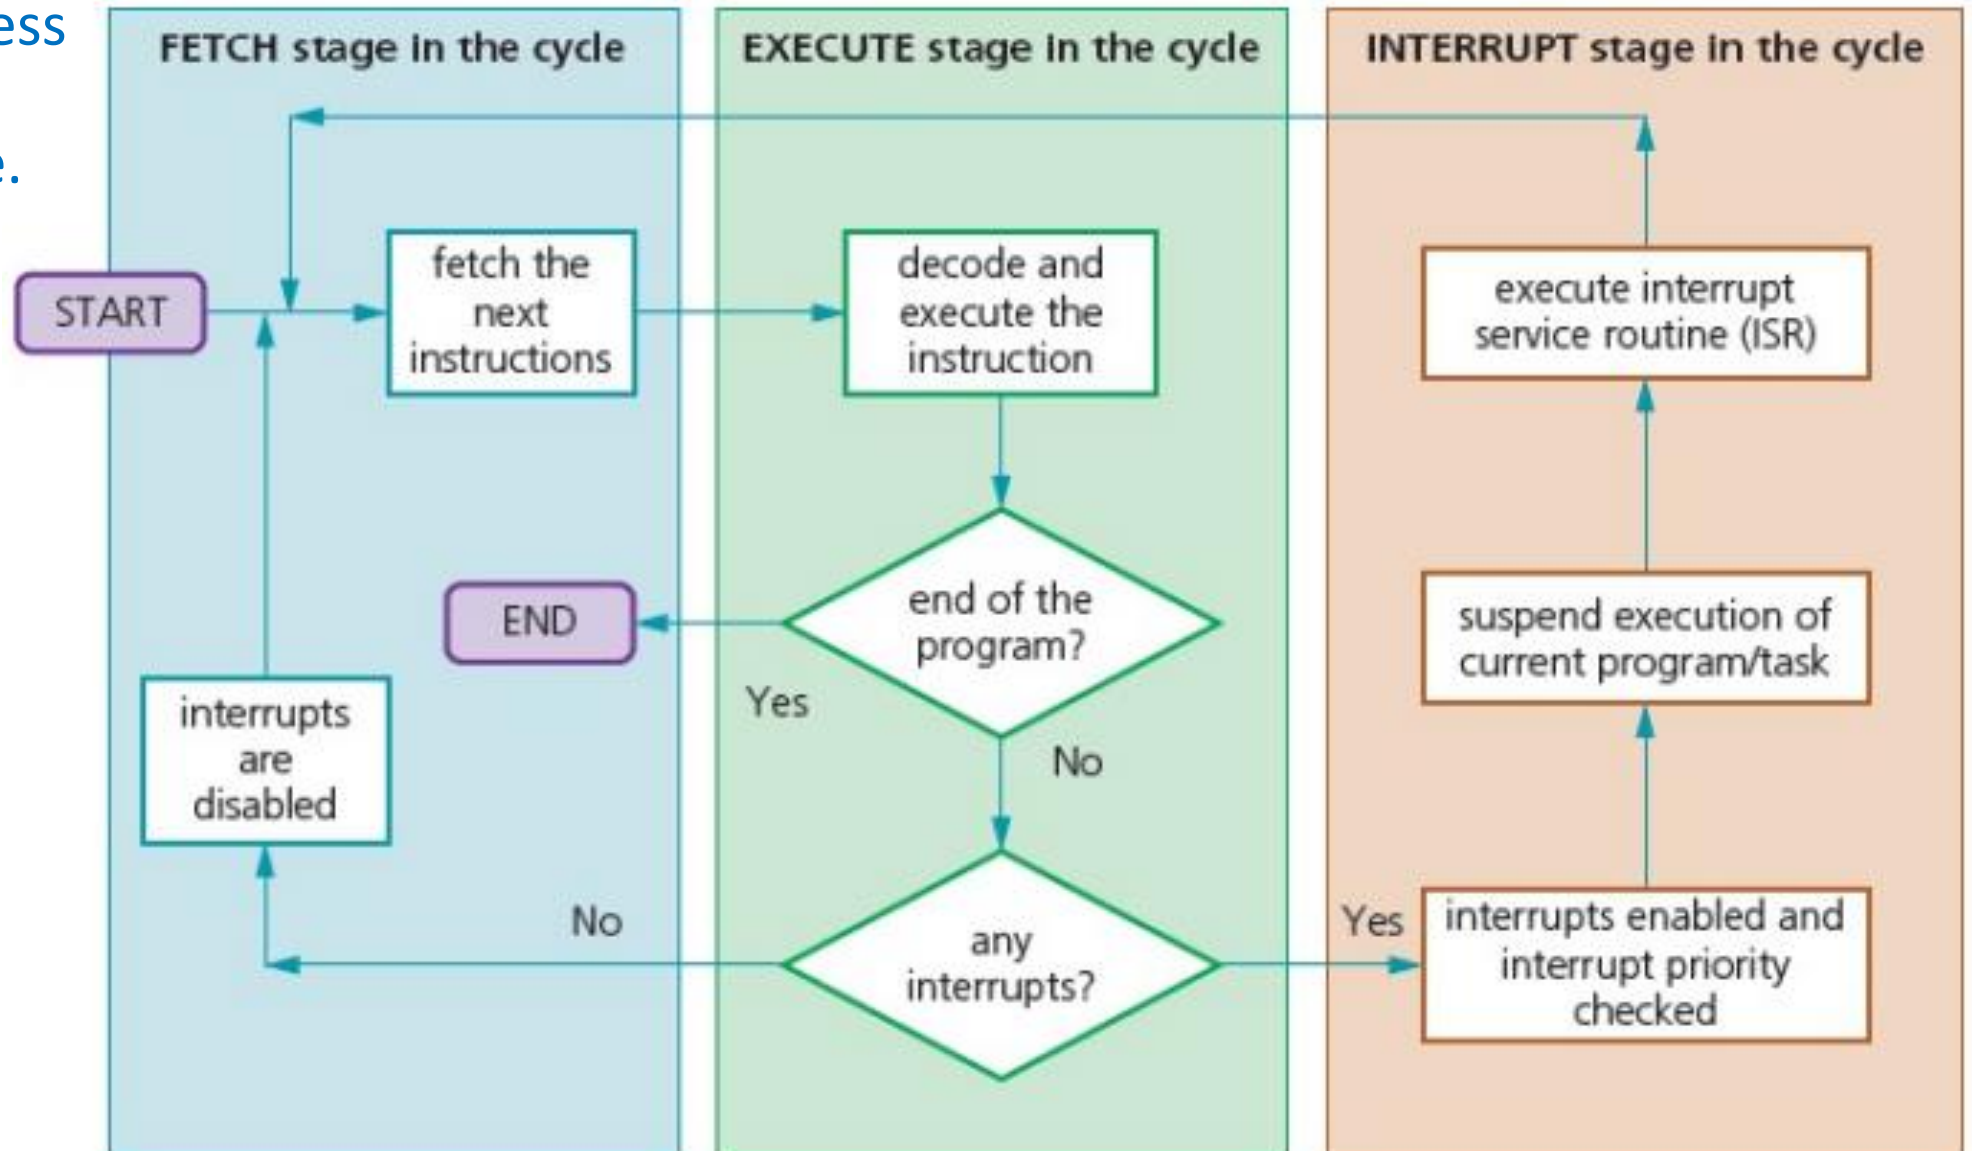 ess
e.
FETCH stage in the cycle
START
fetch the
next
instructions
END
interrupts
are
disabled
No
EXECUTE stage in the cycle
decode and
execute the
instruction
end of the
program?
Yes
No
any
interrupts?
INTERRUPT stage in the cycle
execute interrupt
service routine (ISR)
suspend execution of
current program/task
Yes
interrupts enabled and
interrupt priority
checked